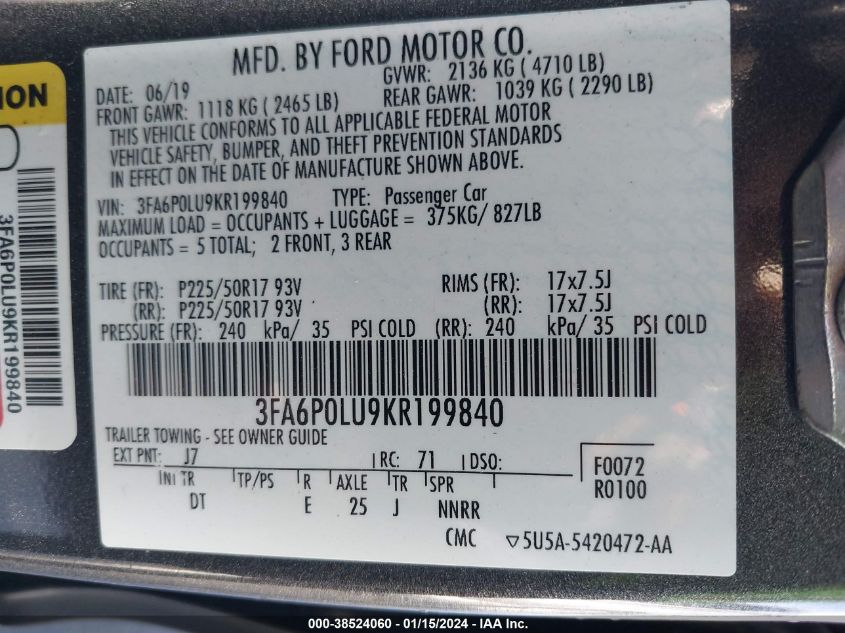 MFD. BY FORD MOTOR CO.
DATE: 06/19
GVWR: 2136 KG ( 4710 LB)
FRONT GAWR: 1118 KG ( 2465 LB)
REAR GAWR: 1039 KG ( 2290 LB)
THIS VEHICLE CONFORMS TO ALL APPLICABLE FEDERAL MOTOR
VEHICLE SAFETY, BUMPER, AND THEFT PREVENTION STANDARDS
IN EFFECT ON THE DATE OF MANUFACTURE SHOWN ABOVE.
VIN: 3FA6P0LU9KR199840 TYPE: Passenger Car
MAXIMUM LOAD = OCCUPANTS + LUGGAGE = 375KG/ 827LB
OCCUPANTS = 5 TOTAL; 2 FRONT, 3 REAR
TIRE (FR): P225/50R17 93V RIMS (FR): 17x7.5J
(RR): P225/50R17 93V (RR): 17x7.5J
PRESSURE (FR): 240 kPa/ 35 PSI COLD (RR): 240 kPa/ 35 PSI COLD
3FA6P0LU9KR199840
TRAILER TOWING - SEE OWNER GUIDE
EXT PNT: J7 RC: 71 DSO:
F0072
R0100
INT TR TP/PS R AXLE TR SPR
DT E 25 J NNRR
CMC ▽5U5A-5420472-AA
ION
3FA6P0LU9KR199840
000-38524060 - 01/15/2024 - IAAI.com